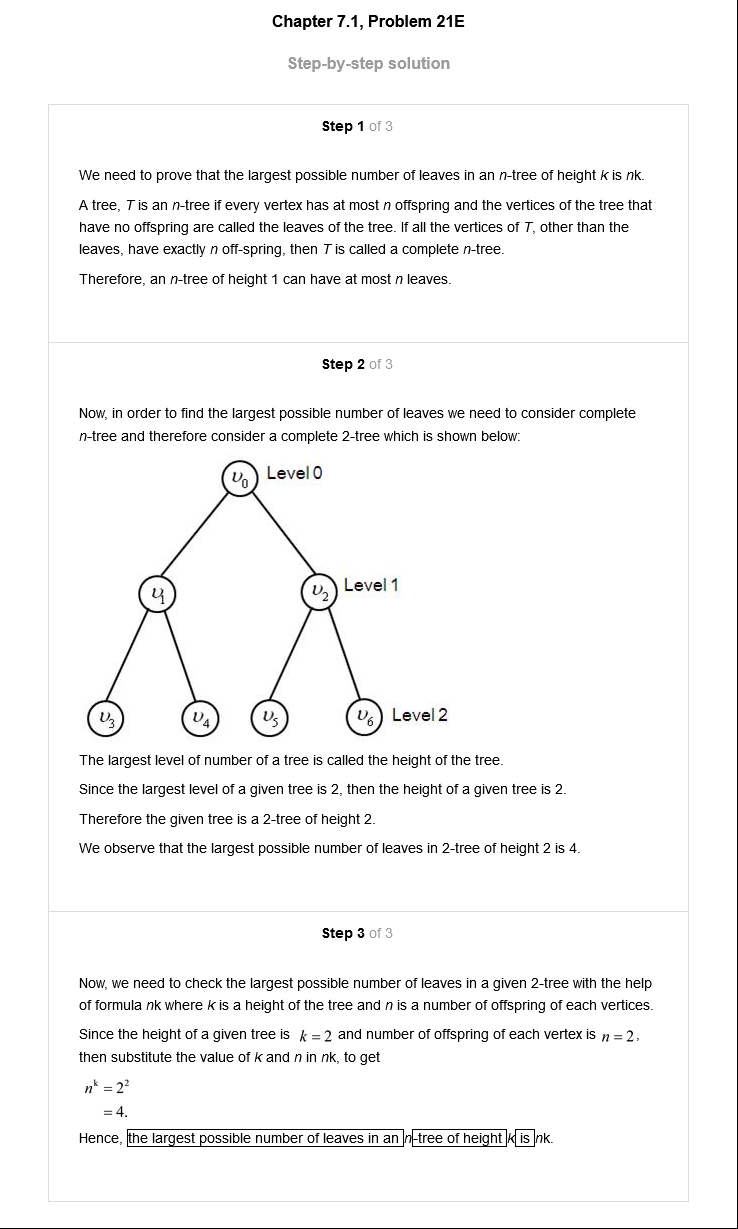 Chapter 7.1, Problem 21E
Step-by-step solution
Step 1 of 3
We need to prove that the largest possible number of leaves in an n-tree of height k is nk.
A tree, T is an n-tree if every vertex has at most n offspring and the vertices of the tree that
have no offspring are called the leaves of the tree. If all the vertices of T, other than the
leaves, have exactly n off-spring, then T is called a complete n-tree.
Therefore, an n-tree of height 1 can have at most n leaves.
Step 2 of 3
Now, in order to find the largest possible number of leaves we need to consider complete
n-tree and therefore consider a complete 2-tree which is shown below:
υ₀ Level 0
υ₁ υ₂ Level 1
υ₃ υ₄ υ₅ υ₆ Level 2
The largest level of number of a tree is called the height of the tree.
Since the largest level of a given tree is 2, then the height of a given tree is 2.
Therefore the given tree is a 2-tree of height 2.
We observe that the largest possible number of leaves in 2-tree of height 2 is 4.
Step 3 of 3
Now, we need to check the largest possible number of leaves in a given 2-tree with the help
of formula nk where k is a height of the tree and n is a number of offspring of each vertices.
Since the height of a given tree is k = 2 and number of offspring of each vertex is n = 2,
then substitute the value of k and n in nk, to get
nᵏ = 2²
= 4.
Hence, the largest possible number of leaves in an n-tree of height k is nk.